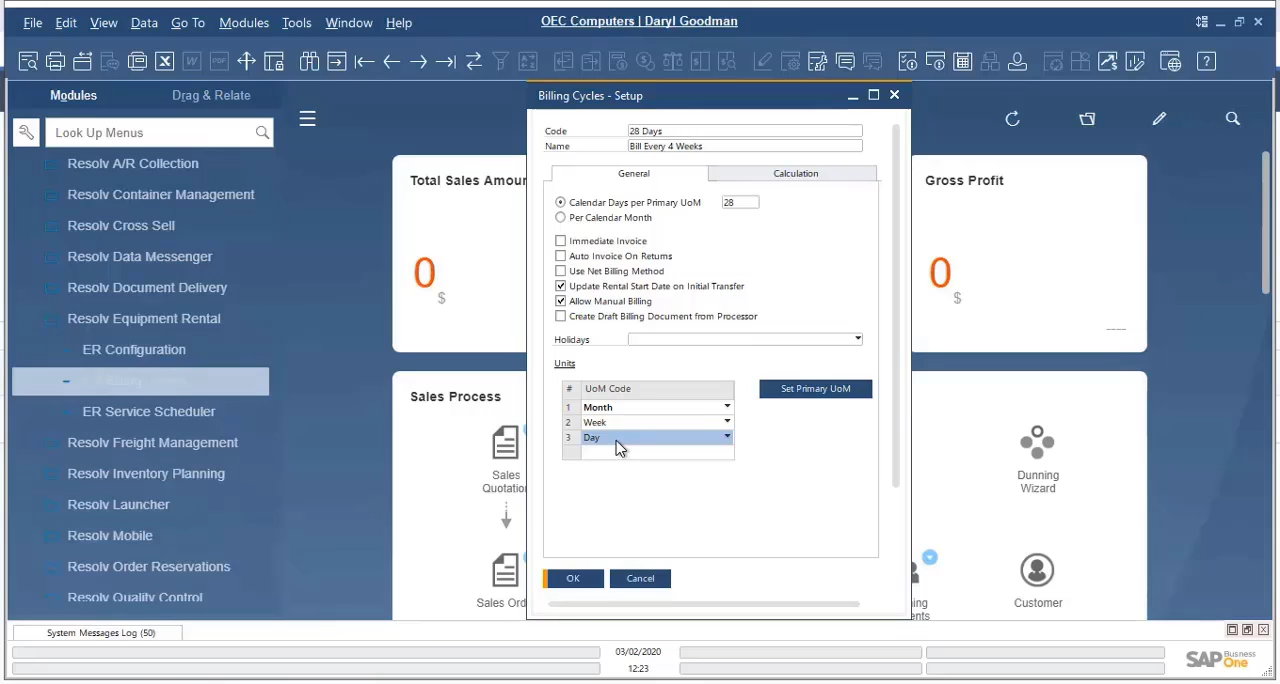 File Edit View Data Go To Modules Tools Window Help
OEC Computers | Daryl Goodman
Modules
Drag & Relate
Look Up Menus
Resolv A/R Collection
Resolv Container Management
Resolv Cross Sell
Resolv Data Messenger
Resolv Document Delivery
Resolv Equipment Rental
ER Configuration
ER Service Scheduler
Resolv Freight Management
Resolv Inventory Planning
Resolv Launcher
Resolv Mobile
Resolv Order Reservations
Resolv Quality Control
Total Sales Amoun
0
$
Sales Process
Sales
Quotation
Sales Ord
Billing Cycles - Setup
Code 28 Days
Name Bill Every 4 Weeks
General Calculation
Calendar Days per Primary UoM 28
Per Calendar Month
Immediate Invoice
Auto Invoice On Returns
Use Net Billing Method
Update Rental Start Date on Initial Transfer
Allow Manual Billing
Create Draft Billing Document from Processor
Holidays
Units
# UoM Code
Set Primary UoM
1 Month
2 Week
3 Day
OK Cancel
Gross Profit
0
$
Dunning
Wizard
Customer
ing
ents
System Messages Log (50)
03/02/2020
12:23
SAP Business One